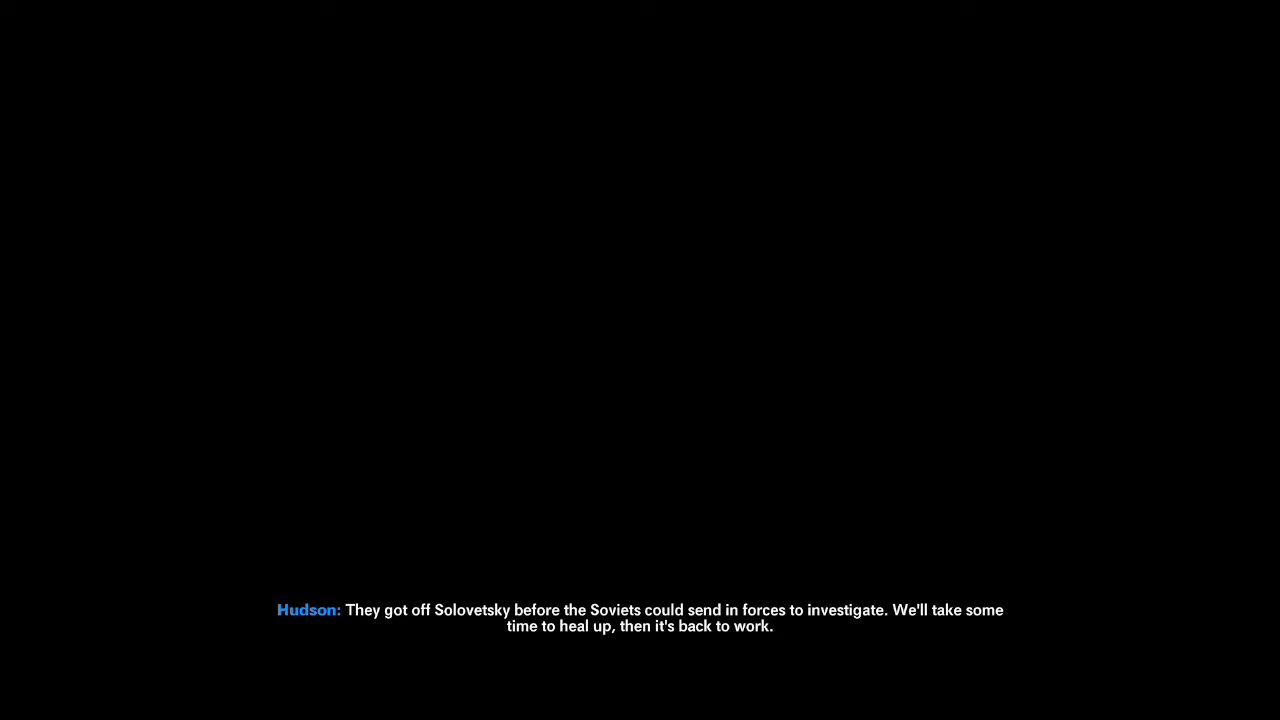 Hudson: They got off Solovetsky before the Soviets could send in forces to investigate. We'll take some
time to heal up, then it's back to work.